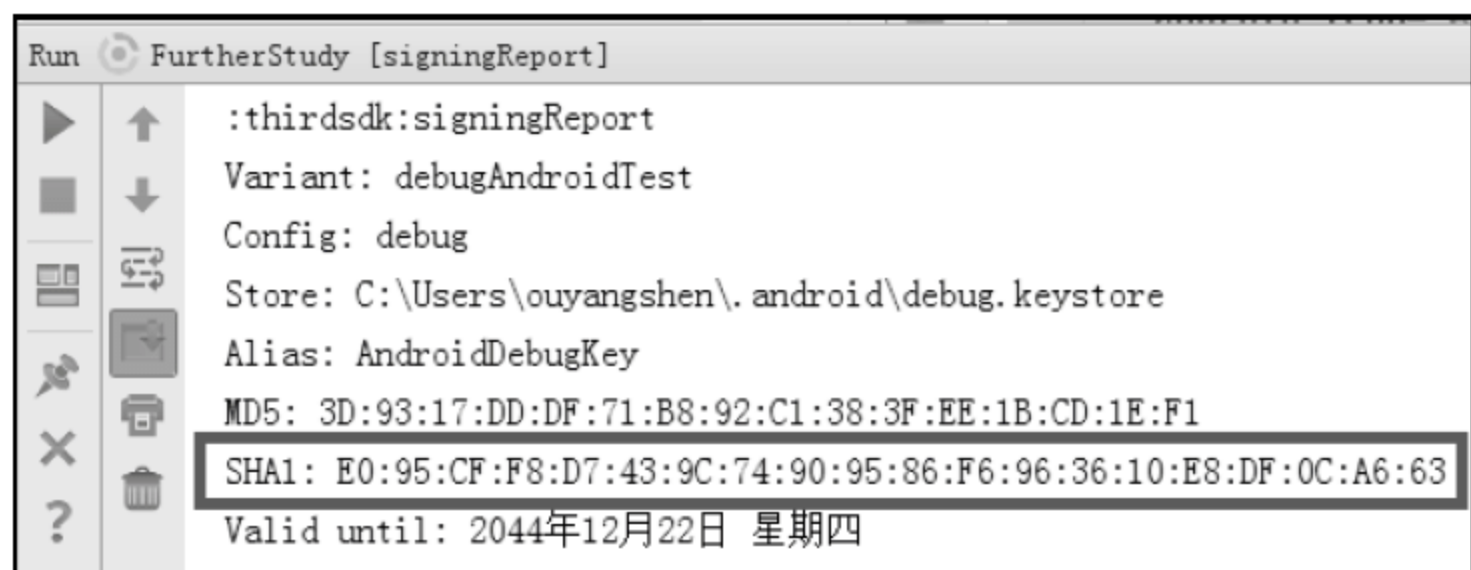 Run FurtherStudy [signingReport]
:thirdsdk:signingReport
Variant: debugAndroidTest
Config: debug
Store: C:\Users\ouyangshen\.android\debug.keystore
Alias: AndroidDebugKey
MD5: 3D:93:17:DD:DF:71:B8:92:C1:38:3F:EE:1B:CD:1E:F1
SHA1: E0:95:CF:F8:D7:43:9C:74:90:95:86:F6:96:36:10:E8:DF:0C:A6:63
Valid until: 2044年12月22日 星期四